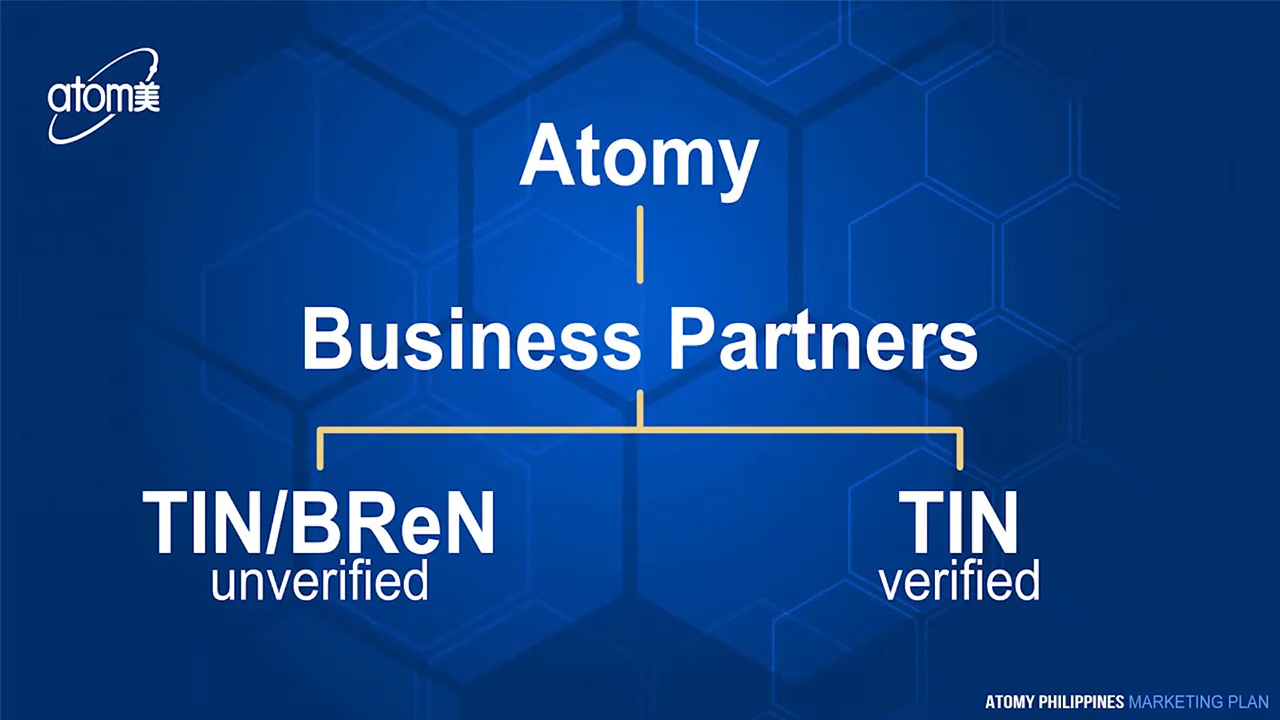 atom美
Atomy
Business Partners
TIN/BReN
unverified
TIN
verified
ATOMY PHILIPPINES MARKETING PLAN